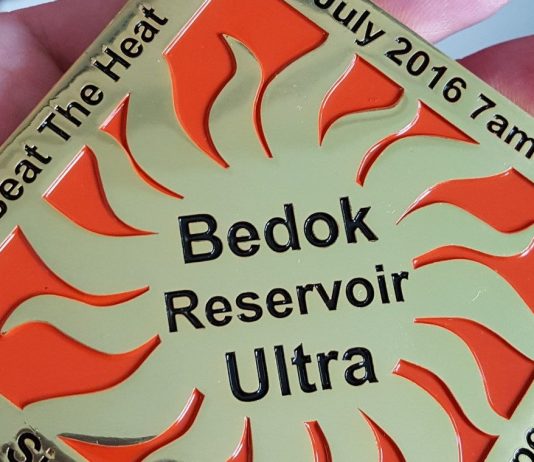 Beat The Heat
July 2016 7am
Bedok
Reservoir
Ultra